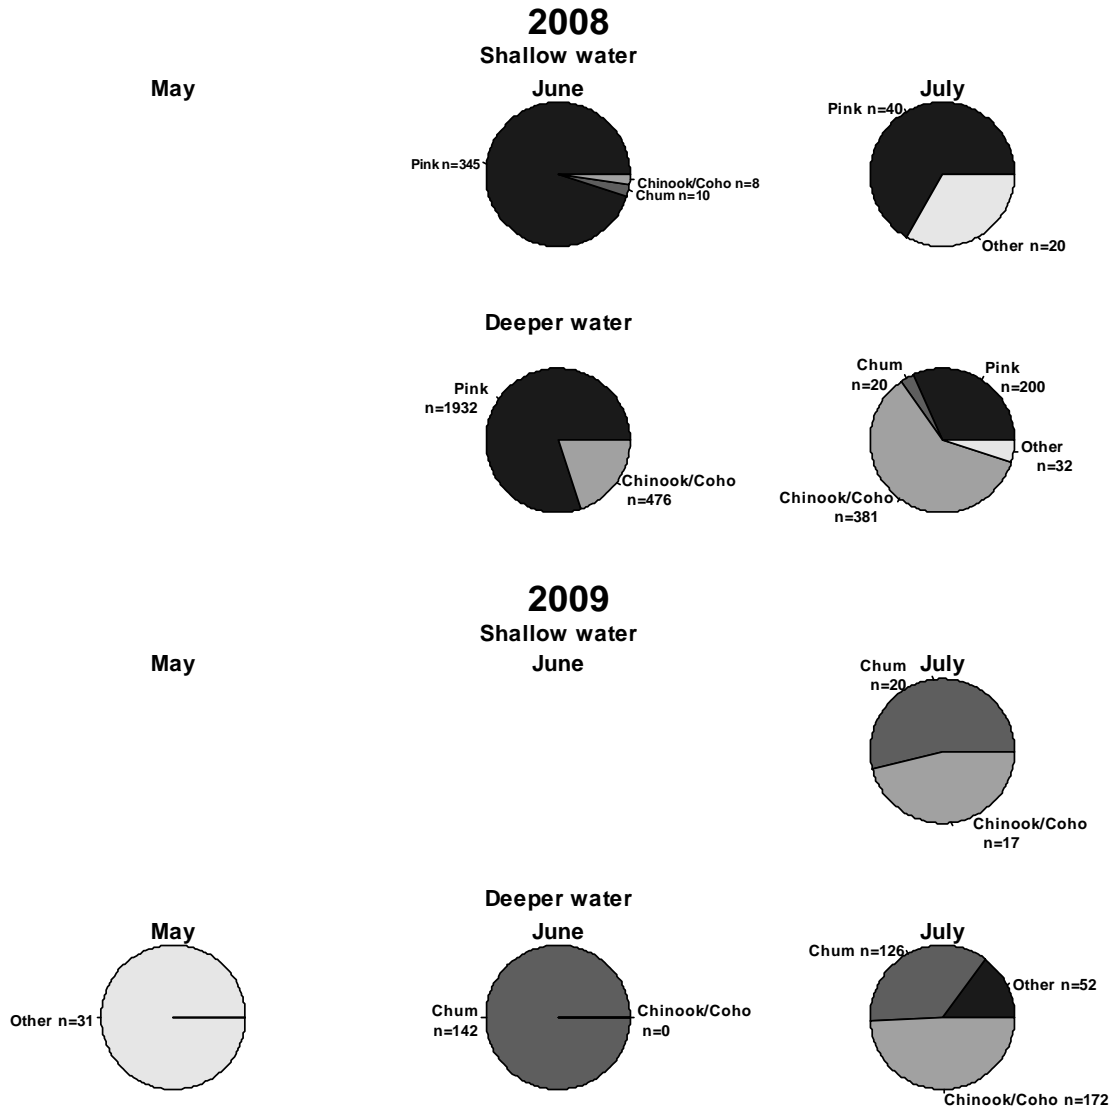 2008
Shallow water
May
June
July
Pink n=345
Chinook/Coho n=8
Chum n=10
Pink n=40
Other n=20
Deeper water
Pink
n=1932
Chinook/Coho
n=476
Chum
n=20
Pink
n=200
Other
n=32
Chinook/Coho
n=381
2009
Shallow water
May
June
July
Chum
n=20
Chinook/Coho
n=17
Deeper water
May
June
July
Other n=31
Chum
n=142
Chinook/Coho
n=0
Chum n=126
Other n=52
Chinook/Coho n=172